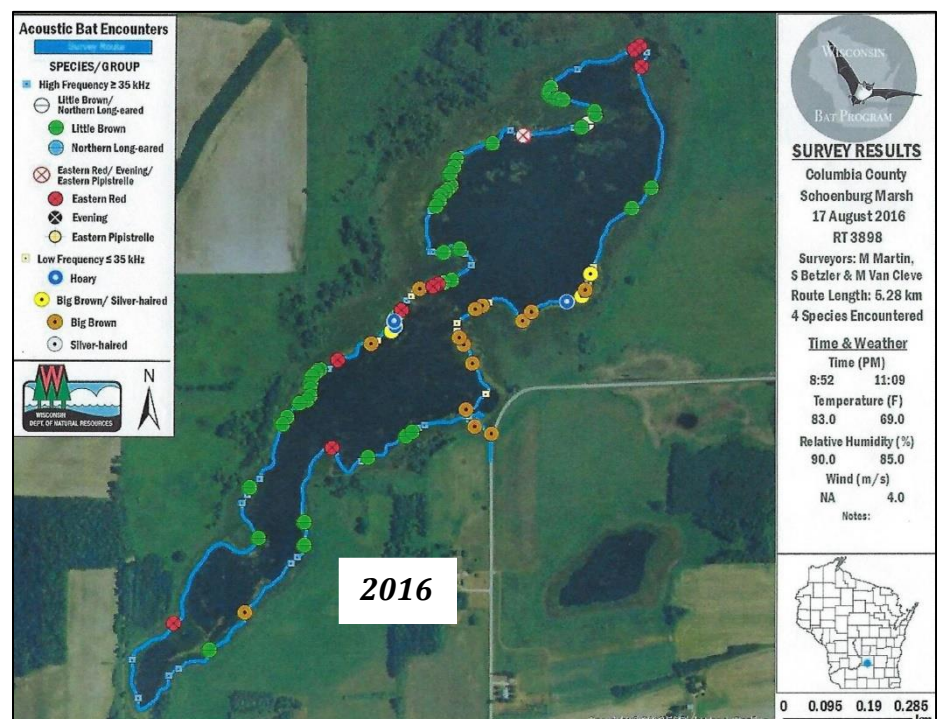 Acoustic Bat Encounters
Survey Route
SPECIES/GROUP
High Frequency ≥ 35 kHz
Little Brown/
Northern Long-eared
Little Brown
Northern Long-eared
Eastern Red/ Evening/
Eastern Pipistrelle
Eastern Red
Evening
Eastern Pipistrelle
Low Frequency ≤ 35 kHz
Hoary
Big Brown/ Silver-haired
Big Brown
Silver-haired
W
WISCONSIN
DEPT. OF NATURAL RESOURCES
N
2016
WISCONSIN
BAT PROGRAM
SURVEY RESULTS
Columbia County
Schoenburg Marsh
17 August 2016
RT 3898
Surveyors: M Martin,
S Betzler & M Van Cleve
Route Length: 5.28 km
4 Species Encountered
Time & Weather
Time (PM)
8:52 11:09
Temperature (F)
83.0 69.0
Relative Humidity (%)
90.0 85.0
Wind (m/s)
NA 4.0
Notes:
0 0.095 0.19 0.285